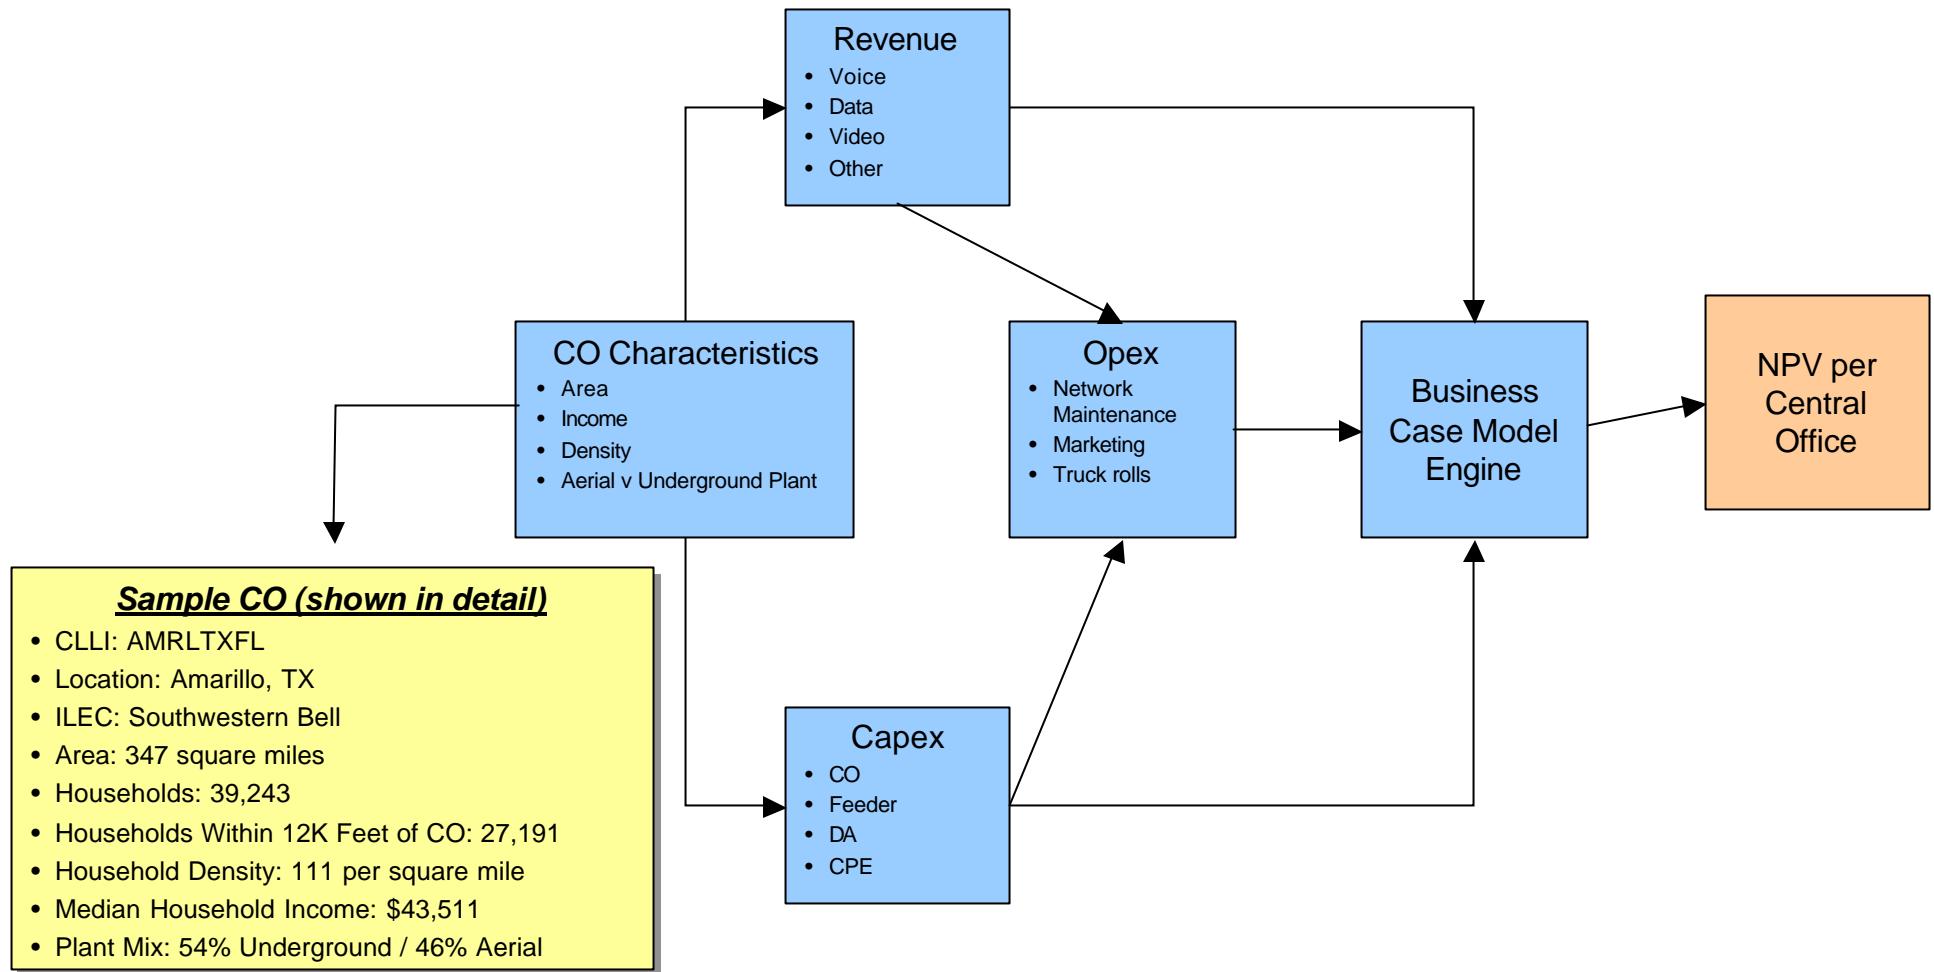 Revenue
• Voice
• Data
• Video
• Other
CO Characteristics
• Area
• Income
• Density
• Aerial v Underground Plant
Opex
• Network
Maintenance
• Marketing
• Truck rolls
Business
Case Model
Engine
NPV per
Central
Office
Sample CO (shown in detail)
• CLLI: AMRLTXFL
• Location: Amarillo, TX
• ILEC: Southwestern Bell
• Area: 347 square miles
• Households: 39,243
• Households Within 12K Feet of CO: 27,191
• Household Density: 111 per square mile
• Median Household Income: $43,511
• Plant Mix: 54% Underground / 46% Aerial
Capex
• CO
• Feeder
• DA
• CPE